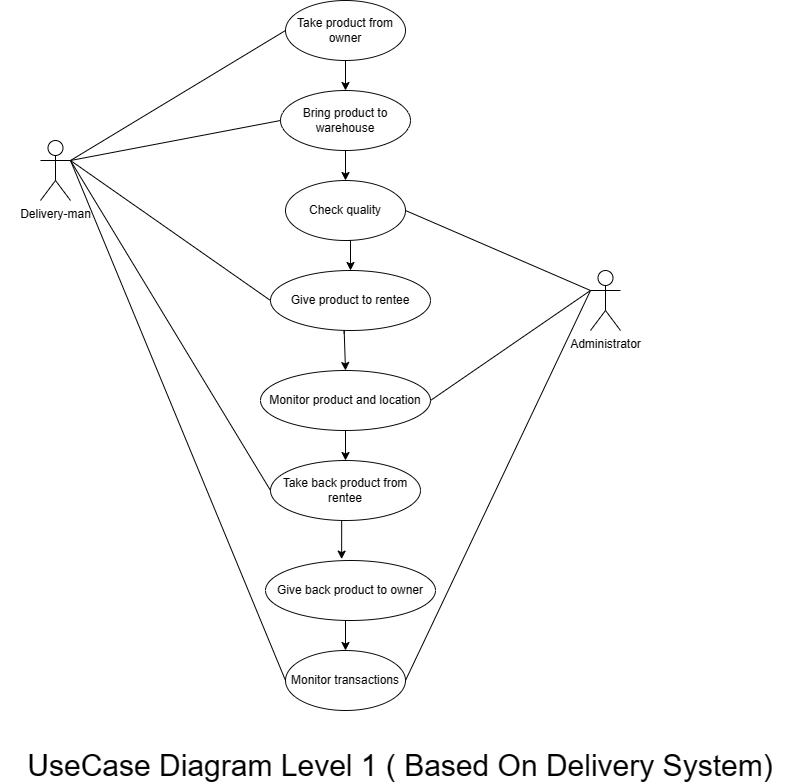 Take product from
owner
Bring product to
warehouse
Delivery-man
Check quality
Give product to rentee
Administrator
Monitor product and location
Take back product from
rentee
Give back product to owner
Monitor transactions
UseCase Diagram Level 1 ( Based On Delivery System)